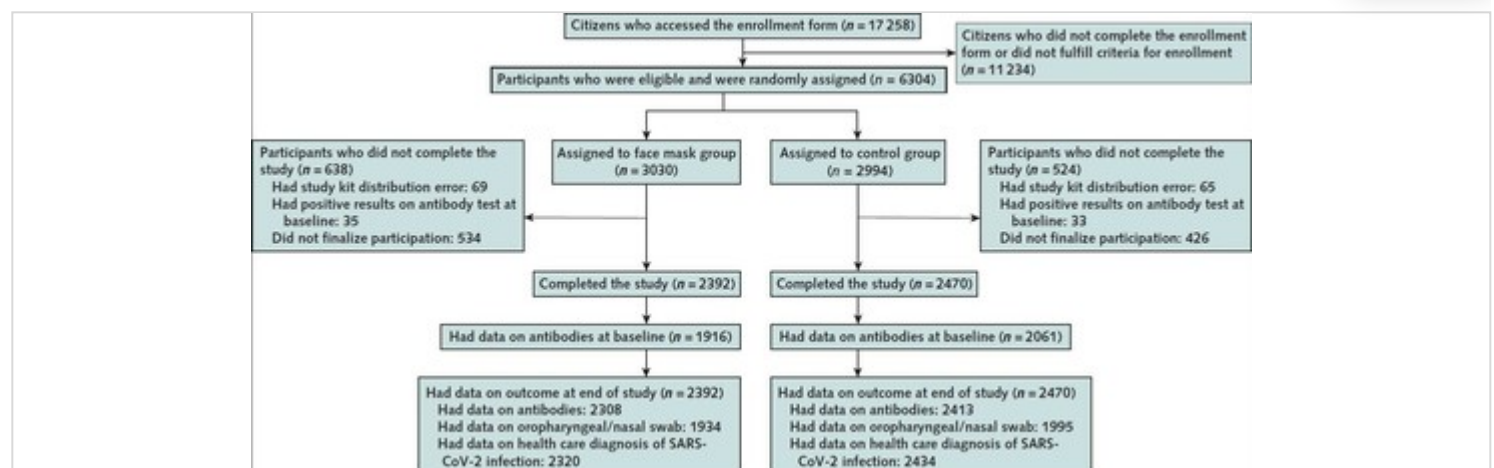 Citizens who accessed the enrollment form (n = 17 258)
Citizens who did not complete the enrollment
form or did not fulfill criteria for enrollment
(n = 11 234)
Participants who were eligible and were randomly assigned (n = 6304)
Participants who did not complete the
study (n = 638)
Had study kit distribution error: 69
Had positive results on antibody test at
baseline: 35
Did not finalize participation: 534
Assigned to face mask group
(n = 3030)
Assigned to control group
(n = 2994)
Participants who did not complete the
study (n = 524)
Had study kit distribution error: 65
Had positive results on antibody test at
baseline: 33
Did not finalize participation: 426
Completed the study (n = 2392)
Completed the study (n = 2470)
Had data on antibodies at baseline (n = 1916)
Had data on antibodies at baseline (n = 2061)
Had data on outcome at end of study (n = 2392)
Had data on antibodies: 2308
Had data on oropharyngeal/nasal swab: 1934
Had data on health care diagnosis of SARS-
CoV-2 infection: 2320
Had data on outcome at end of study (n = 2470)
Had data on antibodies: 2413
Had data on oropharyngeal/nasal swab: 1995
Had data on health care diagnosis of SARS-
CoV-2 infection: 2434